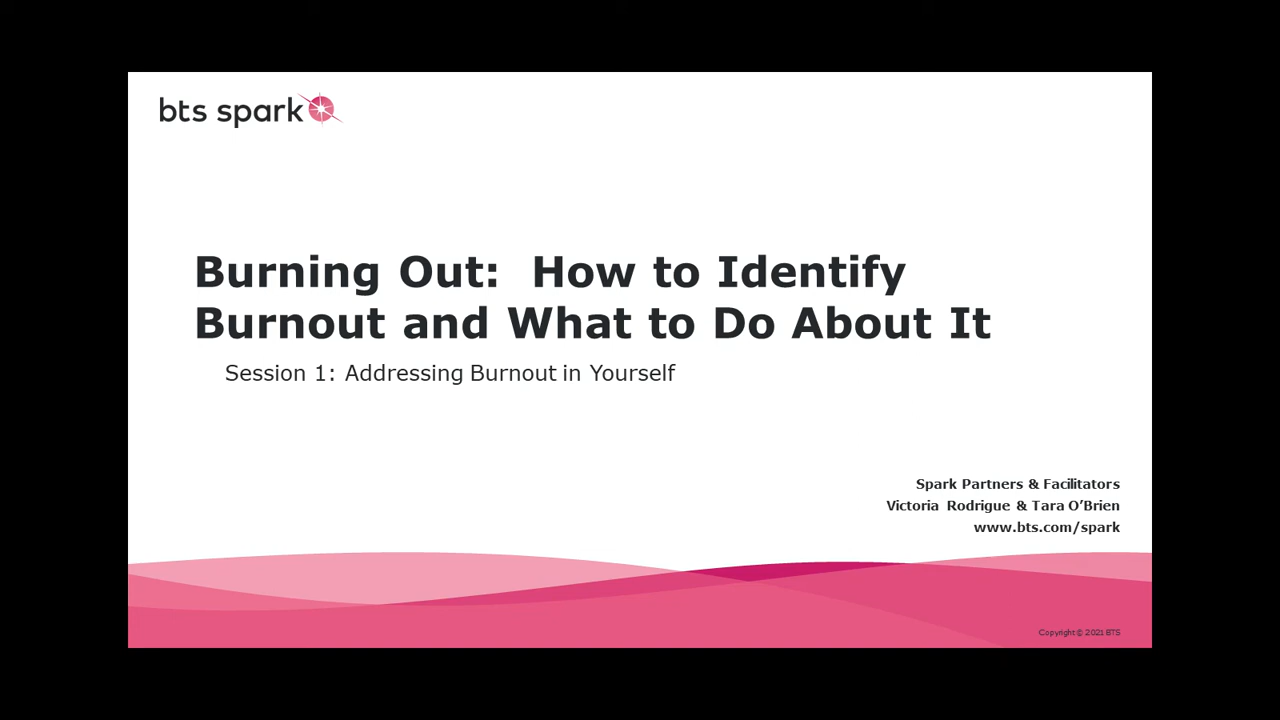 bts spark
Burning Out:  How to Identify
Burnout and What to Do About It
Session 1: Addressing Burnout in Yourself
Spark Partners & Facilitators
Victoria Rodrigue & Tara O’Brien
www.bts.com/spark
Copyright © 2021 BTS